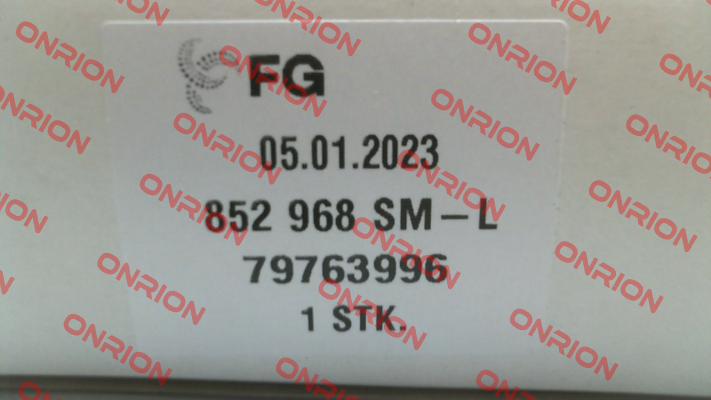 FG
05.01.2023
852 968 SM-L
79763996
1 STK.
ONRION